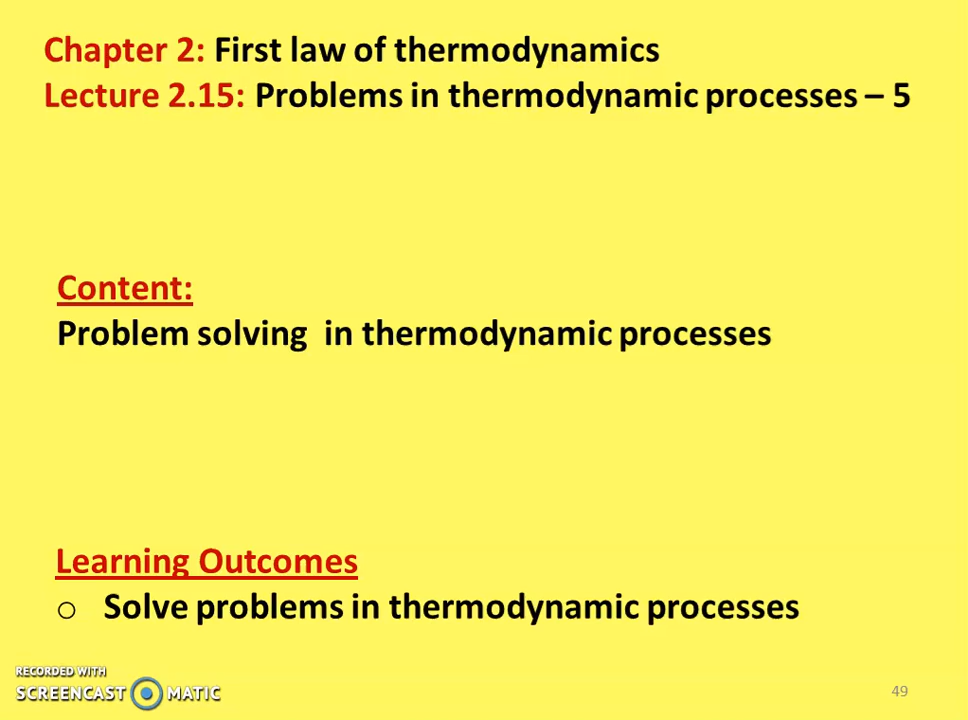 Chapter 2: First law of thermodynamics
Lecture 2.15: Problems in thermodynamic processes – 5
Content:
Problem solving in thermodynamic processes
Learning Outcomes
o Solve problems in thermodynamic processes
RECORDED WITH
SCREENCAST MATIC
49